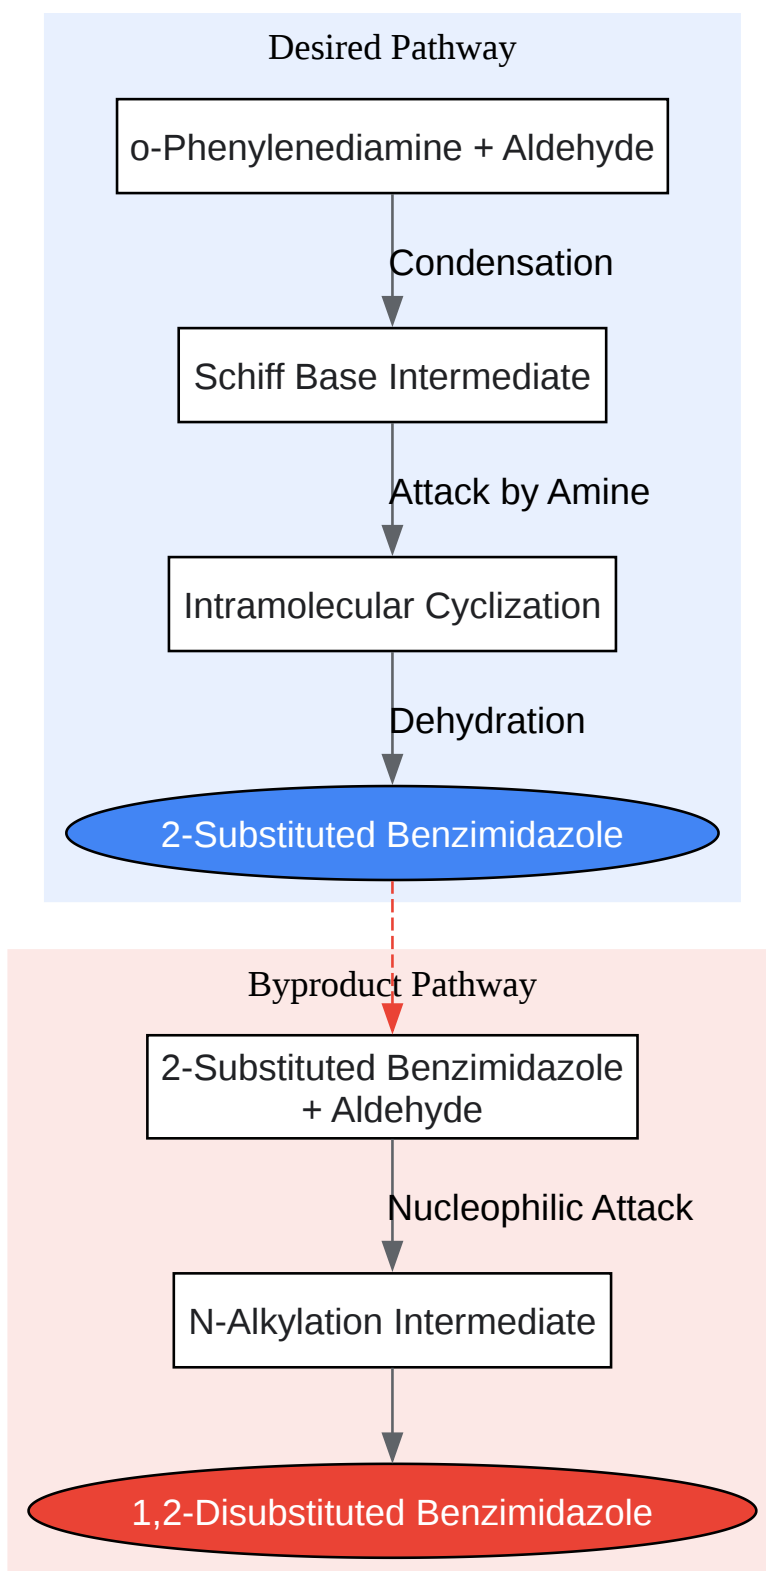 Desired Pathway
o-Phenylenediamine + Aldehyde
Condensation
Schiff Base Intermediate
Attack by Amine
Intramolecular Cyclization
Dehydration
2-Substituted Benzimidazole
Byproduct Pathway
2-Substituted Benzimidazole
+ Aldehyde
Nucleophilic Attack
N-Alkylation Intermediate
1,2-Disubstituted Benzimidazole